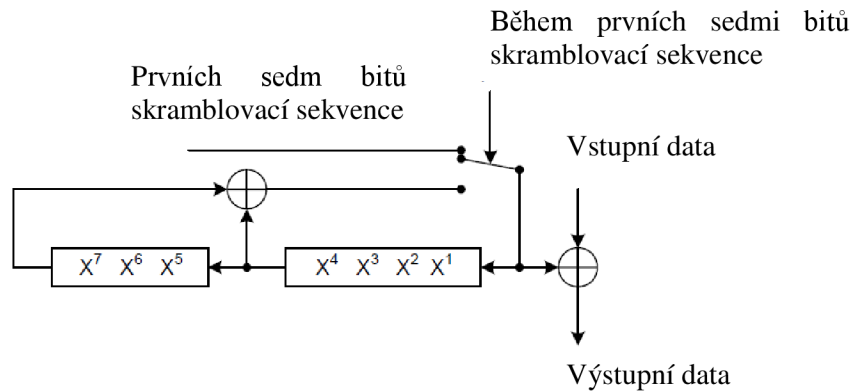 Během prvních sedmi bitů
skramblovací sekvence
Prvních sedm bitů
skramblovací sekvence
Vstupní data
X⁷ X⁶ X⁵
X⁴ X³ X² X¹
Výstupní data